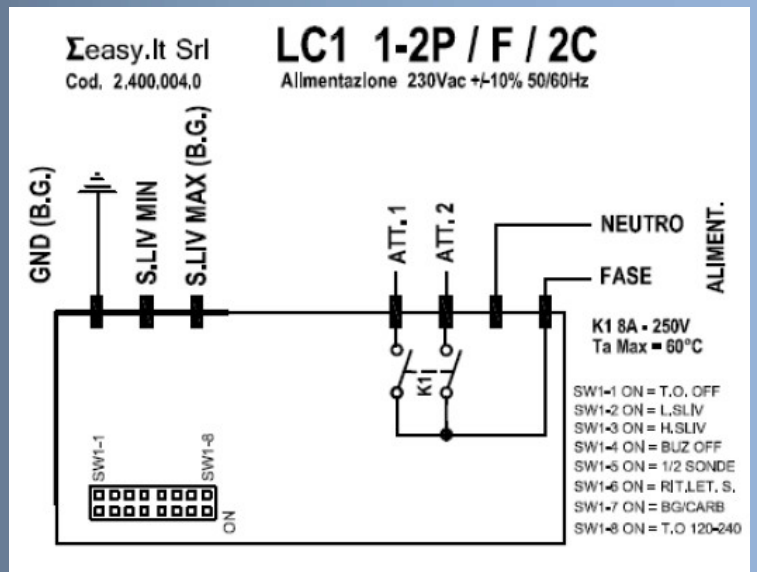 Σeasy.It Srl
Cod. 2.400.004.0
LC1 1-2P / F / 2C
Alimentazione 230Vac +/-10% 50/60Hz
GND (B.G.)
S.LIV MIN
S.LIV MAX (B.G.)
ATT. 1
ATT. 2
NEUTRO
FASE
ALIMENT.
K1 8A - 250V
Ta Max = 60°C
K1
SW1-1 ON = T.O. OFF
SW1-2 ON = L.SLIV
SW1-3 ON = H.SLIV
SW1-4 ON = BUZ OFF
SW1-5 ON = 1/2 SONDE
SW1-6 ON = RIT.LET. S.
SW1-7 ON = BG/CARB
SW1-8 ON = T.O 120-240
SW1-1
SW1-8
ON